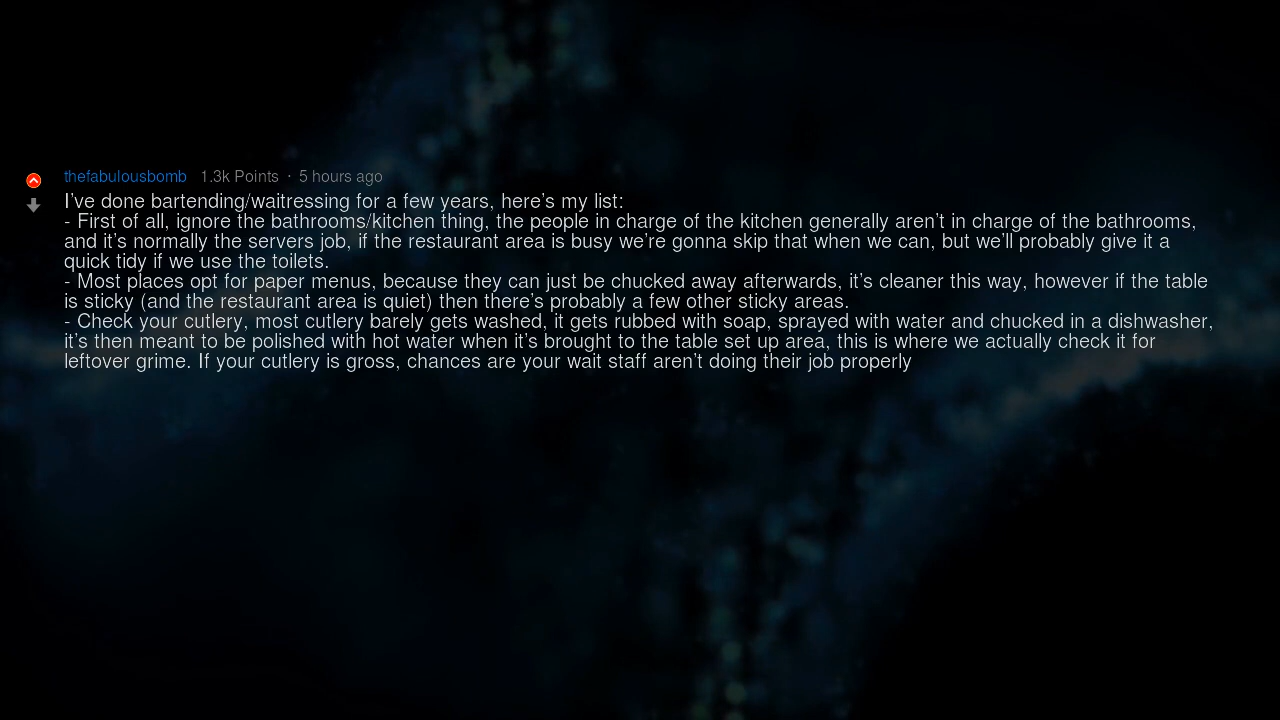 thefabulousbomb 1.3k Points · 5 hours ago
I've done bartending/waitressing for a few years, here's my list:
- First of all, ignore the bathrooms/kitchen thing, the people in charge of the kitchen generally aren't in charge of the bathrooms,
and it's normally the servers job, if the restaurant area is busy we're gonna skip that when we can, but we'll probably give it a
quick tidy if we use the toilets.
- Most places opt for paper menus, because they can just be chucked away afterwards, it's cleaner this way, however if the table
is sticky (and the restaurant area is quiet) then there's probably a few other sticky areas.
- Check your cutlery, most cutlery barely gets washed, it gets rubbed with soap, sprayed with water and chucked in a dishwasher,
it's then meant to be polished with hot water when it's brought to the table set up area, this is where we actually check it for
leftover grime. If your cutlery is gross, chances are your wait staff aren't doing their job properly